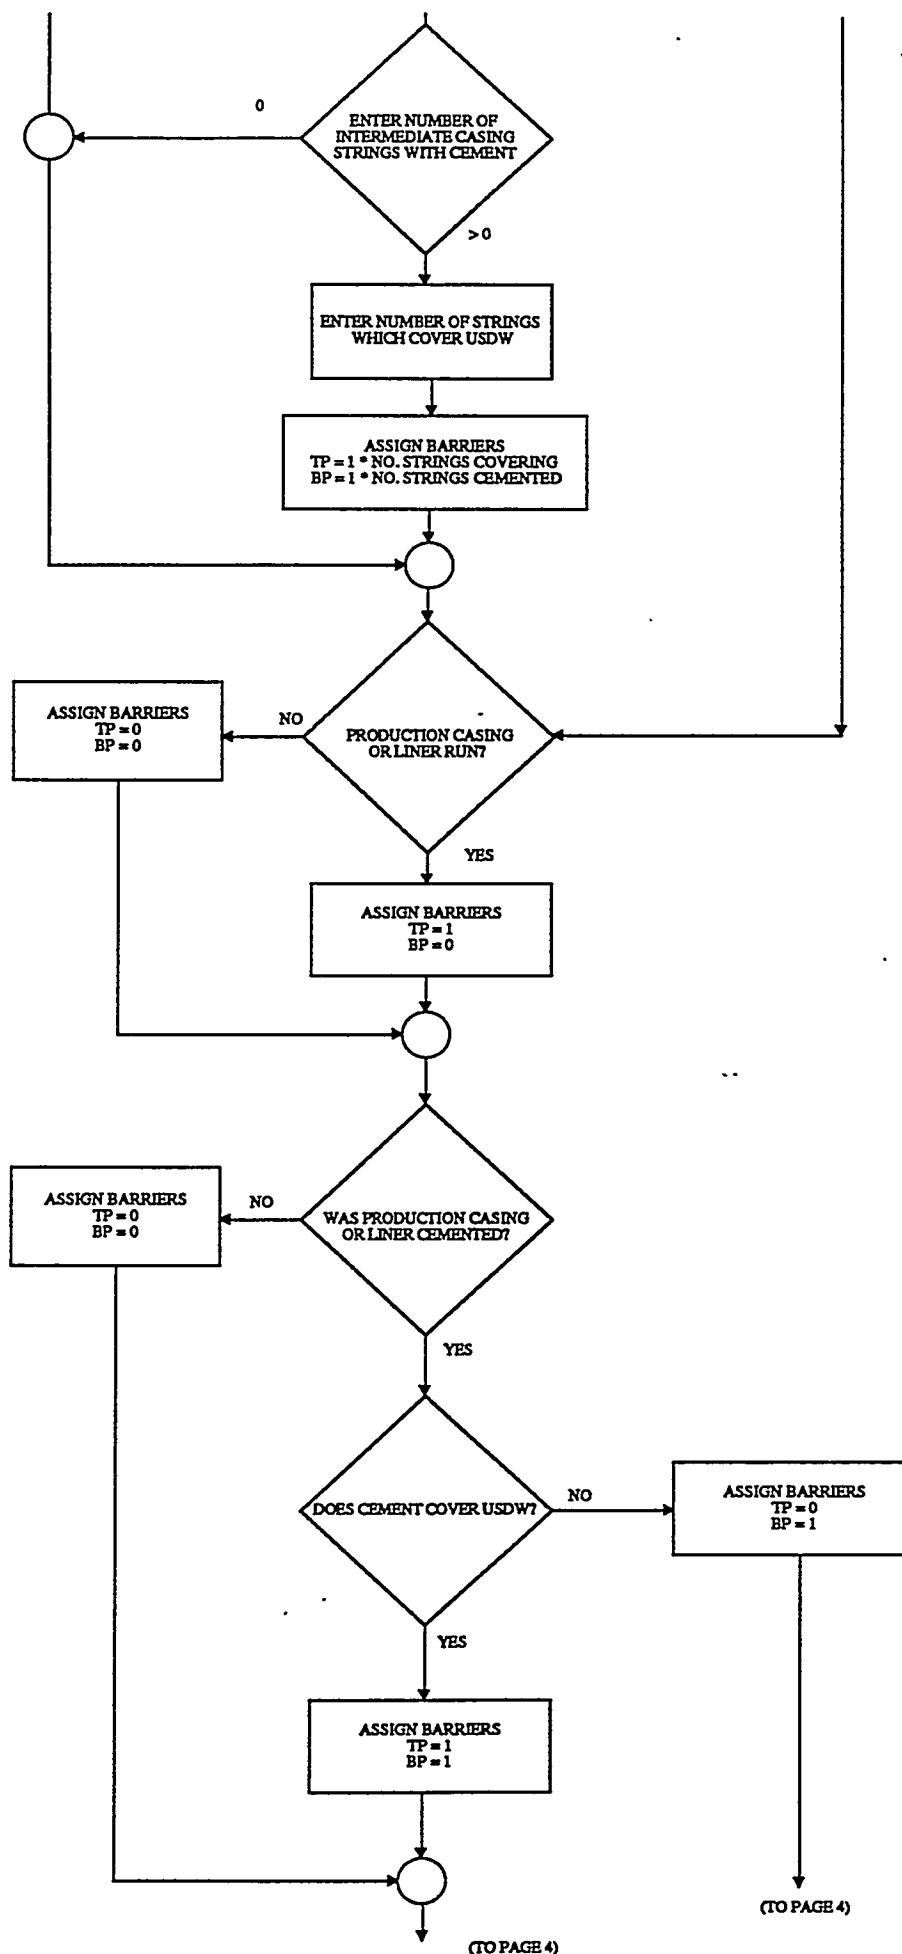 0
ENTER NUMBER OF
INTERMEDIATE CASING
STRINGS WITH CEMENT
> 0
ENTER NUMBER OF STRINGS
WHICH COVER USDW
ASSIGN BARRIERS
TP = 1 * NO. STRINGS COVERING
BP = 1 * NO. STRINGS CEMENTED
ASSIGN BARRIERS
TP = 0
BP = 0
NO
PRODUCTION CASING
OR LINER RUN?
YES
ASSIGN BARRIERS
TP = 1
BP = 0
ASSIGN BARRIERS
TP = 0
BP = 0
NO
WAS PRODUCTION CASING
OR LINER CEMENTED?
YES
DOES CEMENT COVER USDW?
NO
ASSIGN BARRIERS
TP = 0
BP = 1
YES
ASSIGN BARRIERS
TP = 1
BP = 1
(TO PAGE 4)
(TO PAGE 4)